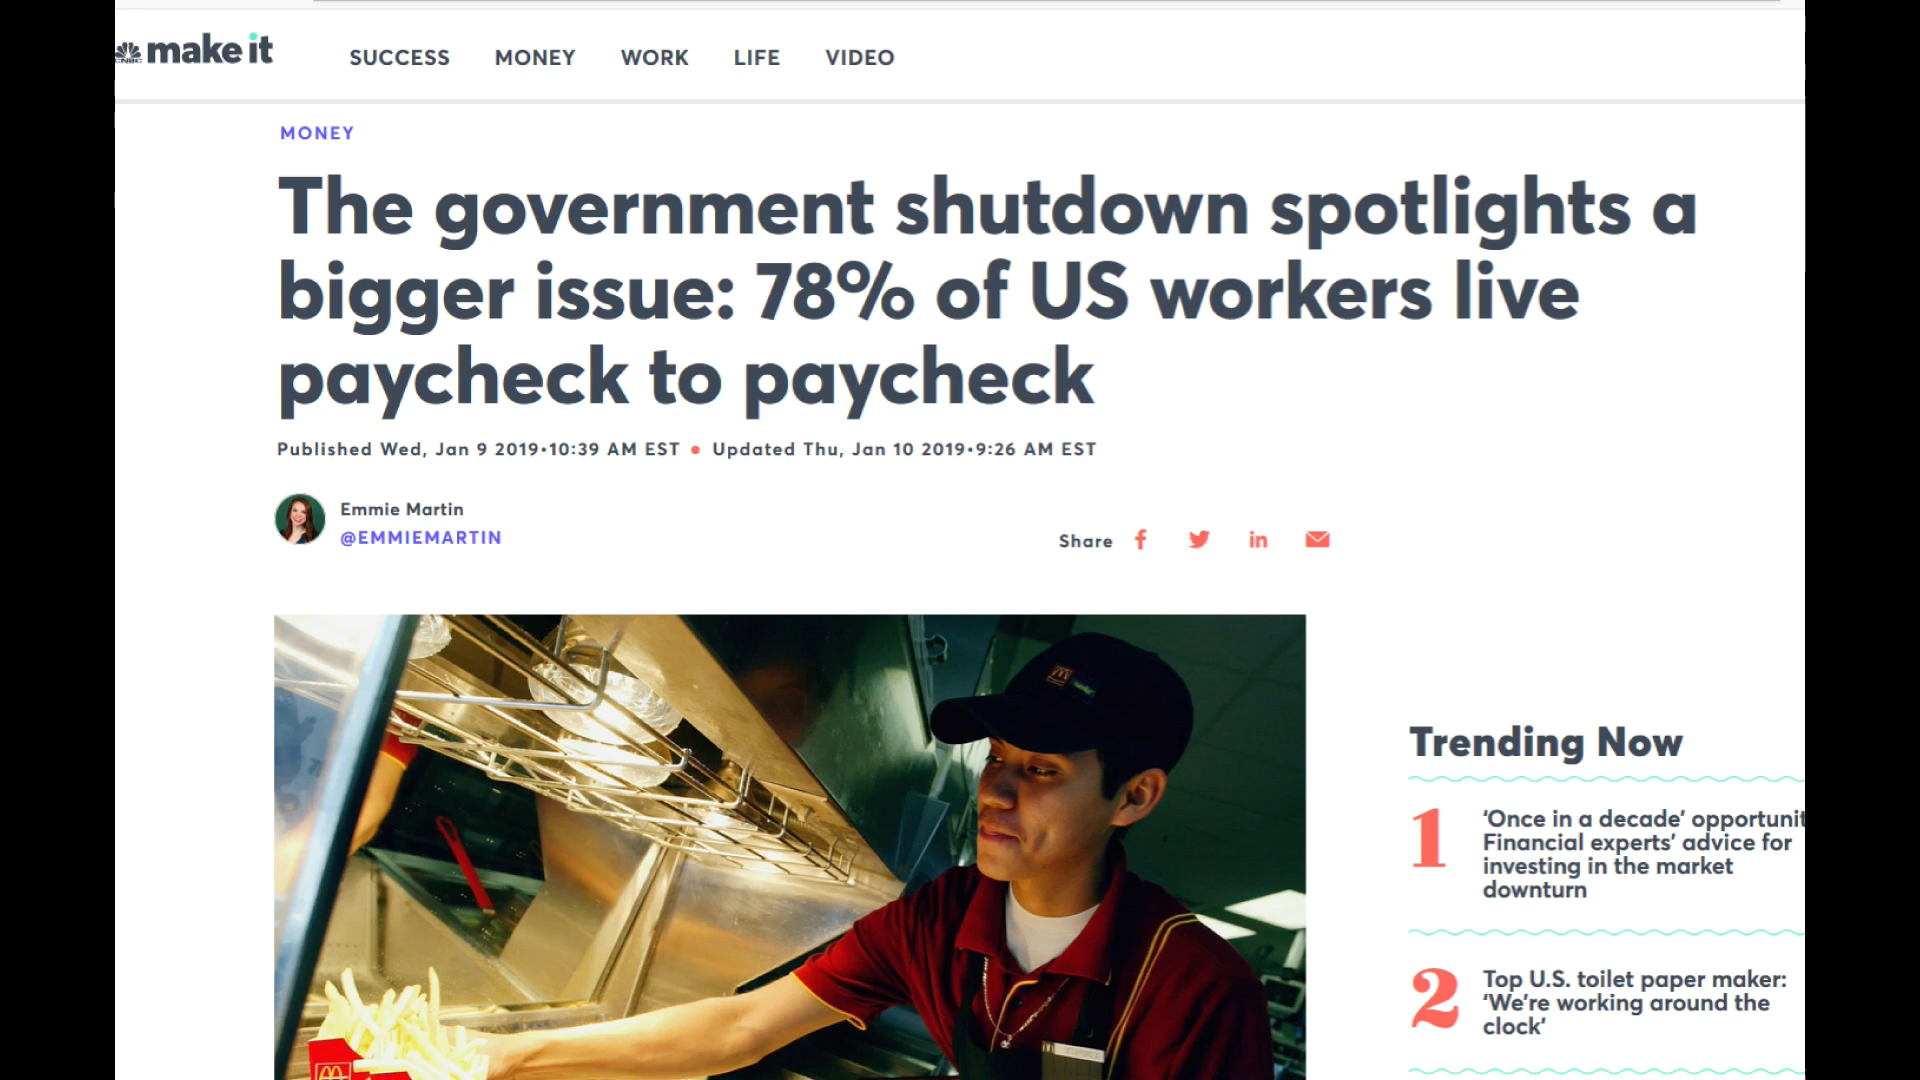 CNBC make it
SUCCESS MONEY WORK LIFE VIDEO
MONEY
The government shutdown spotlights a
bigger issue: 78% of US workers live
paycheck to paycheck
Published Wed, Jan 9 2019•10:39 AM EST • Updated Thu, Jan 10 2019•9:26 AM EST
Emmie Martin
@EMMIEMARTIN
Share
Trending Now
1
'Once in a decade' opportunit
Financial experts' advice for
investing in the market
downturn
2
Top U.S. toilet paper maker:
'We're working around the
clock'